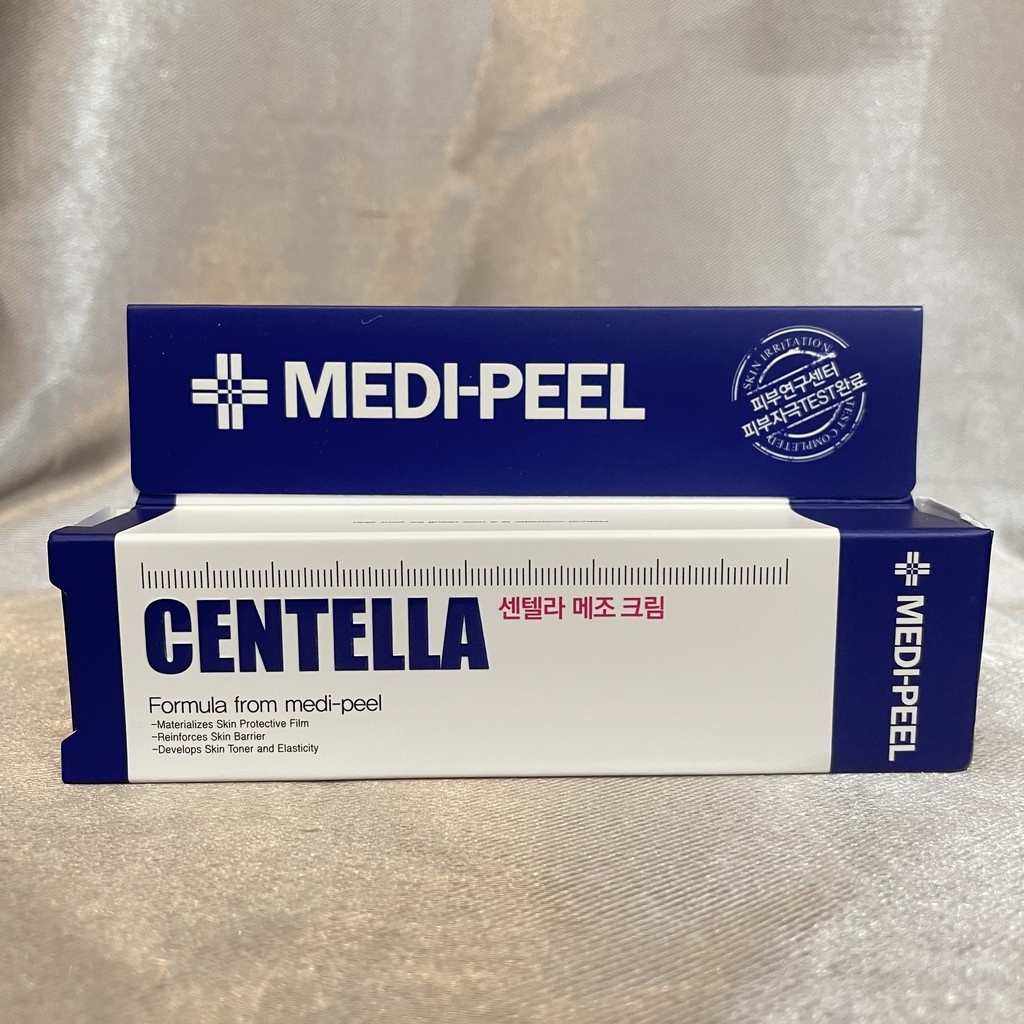 MEDI-PEEL
SKIN IRRITATION
피부연구센터
피부자극TEST완료
TEST COMPLETED
CENTELLA
센텔라 메조 크림
Formula from medi-peel
-Materializes Skin Protective Film
-Reinforces Skin Barrier
-Develops Skin Toner and Elasticity
MEDI-PEEL